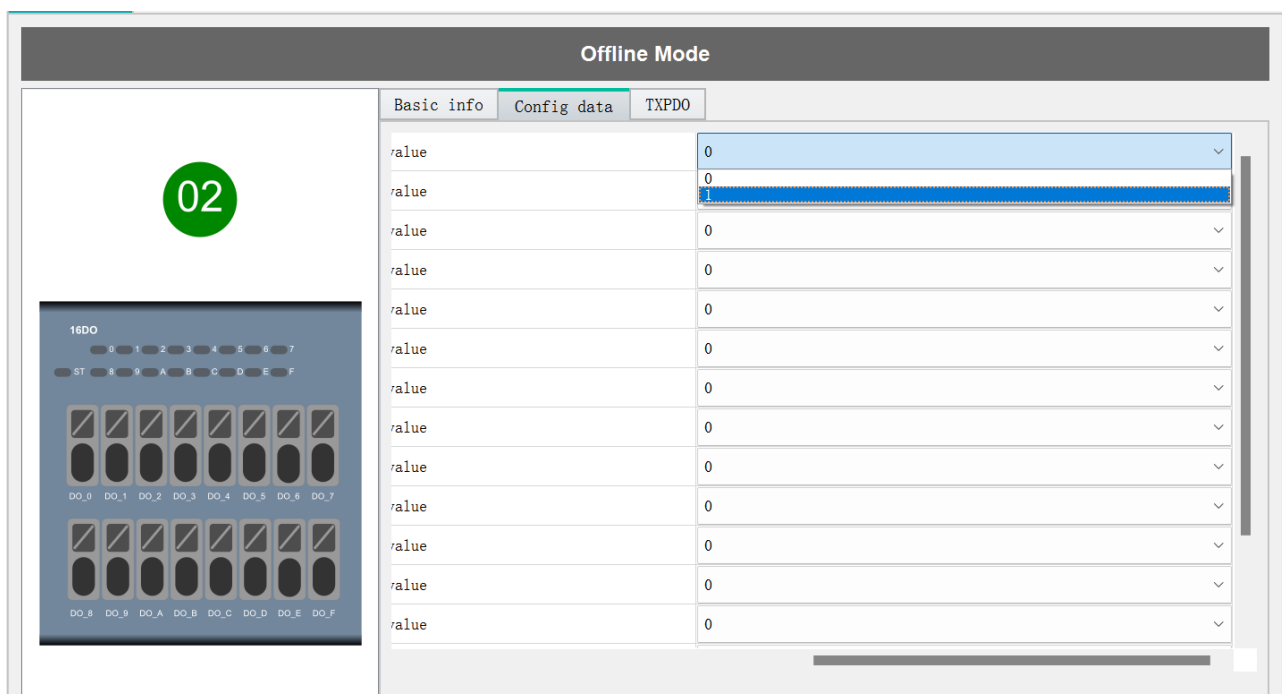 Offline Mode
Basic info Config data TXPDO
02
value 0
0
value 1
value 0
value 0
value 0
value 0
value 0
value 0
value 0
value 0
value 0
value 0
value 0
16DO
0 1 2 3 4 5 6 7
ST 8 9 A B C D E F
DO_0 DO_1 DO_2 DO_3 DO_4 DO_5 DO_6 DO_7
DO_8 DO_9 DO_A DO_B DO_C DO_D DO_E DO_F